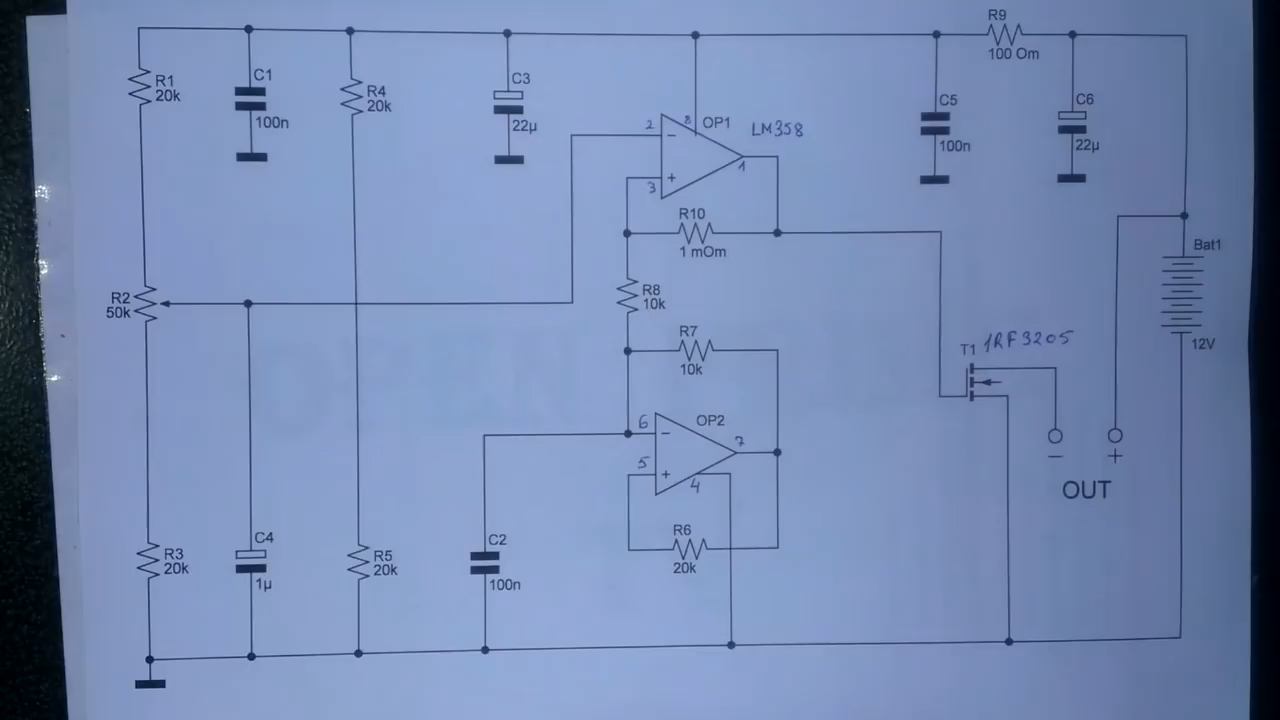 R9
100 Om
R1
20k
C1
100n
R4
20k
C3
22µ
8
OP1
LM358
2
−
+
3
1
C5
100n
C6
22µ
R10
1 mOm
R8
10k
R2
50k
Bat1
12V
R7
10k
T1 IRF3205
6
−
OP2
7
5
+
4
−
+
OUT
R3
20k
C4
1µ
R5
20k
C2
100n
R6
20k